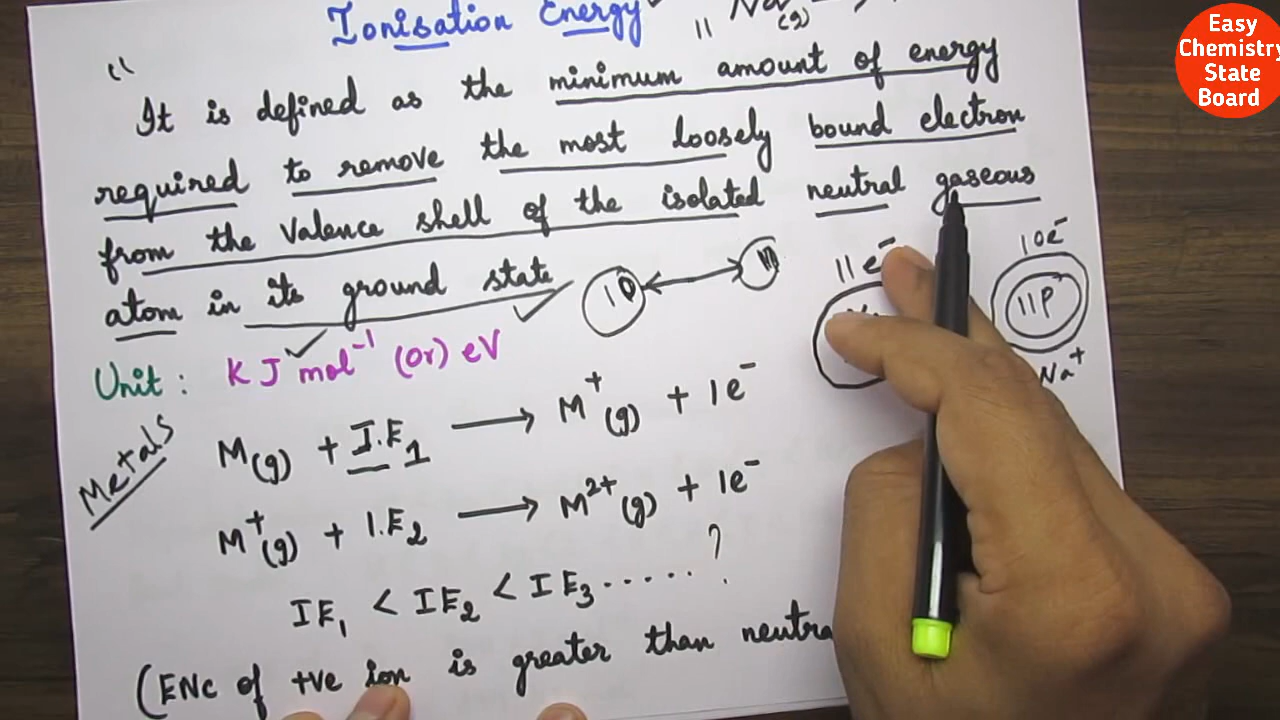 Ionisation Energy
" Na(g)
"
It is defined as the minimum amount of energy
required to remove the most loosely bound electron
from the Valence shell of the isolated neutral gaseous
atom in its ground state
11e⁻
10e⁻
11P
Na⁺
Unit: KJ mol⁻¹ (Or) eV
Metals
M(g) + I.E₁ ⟶ M⁺(g) + 1e⁻
M⁺(g) + I.E₂ ⟶ M²⁺(g) + 1e⁻
IE₁ < IE₂ < IE₃ ...... ?
(ENC of +ve ion is greater than neutra
Easy
Chemistry
State
Board